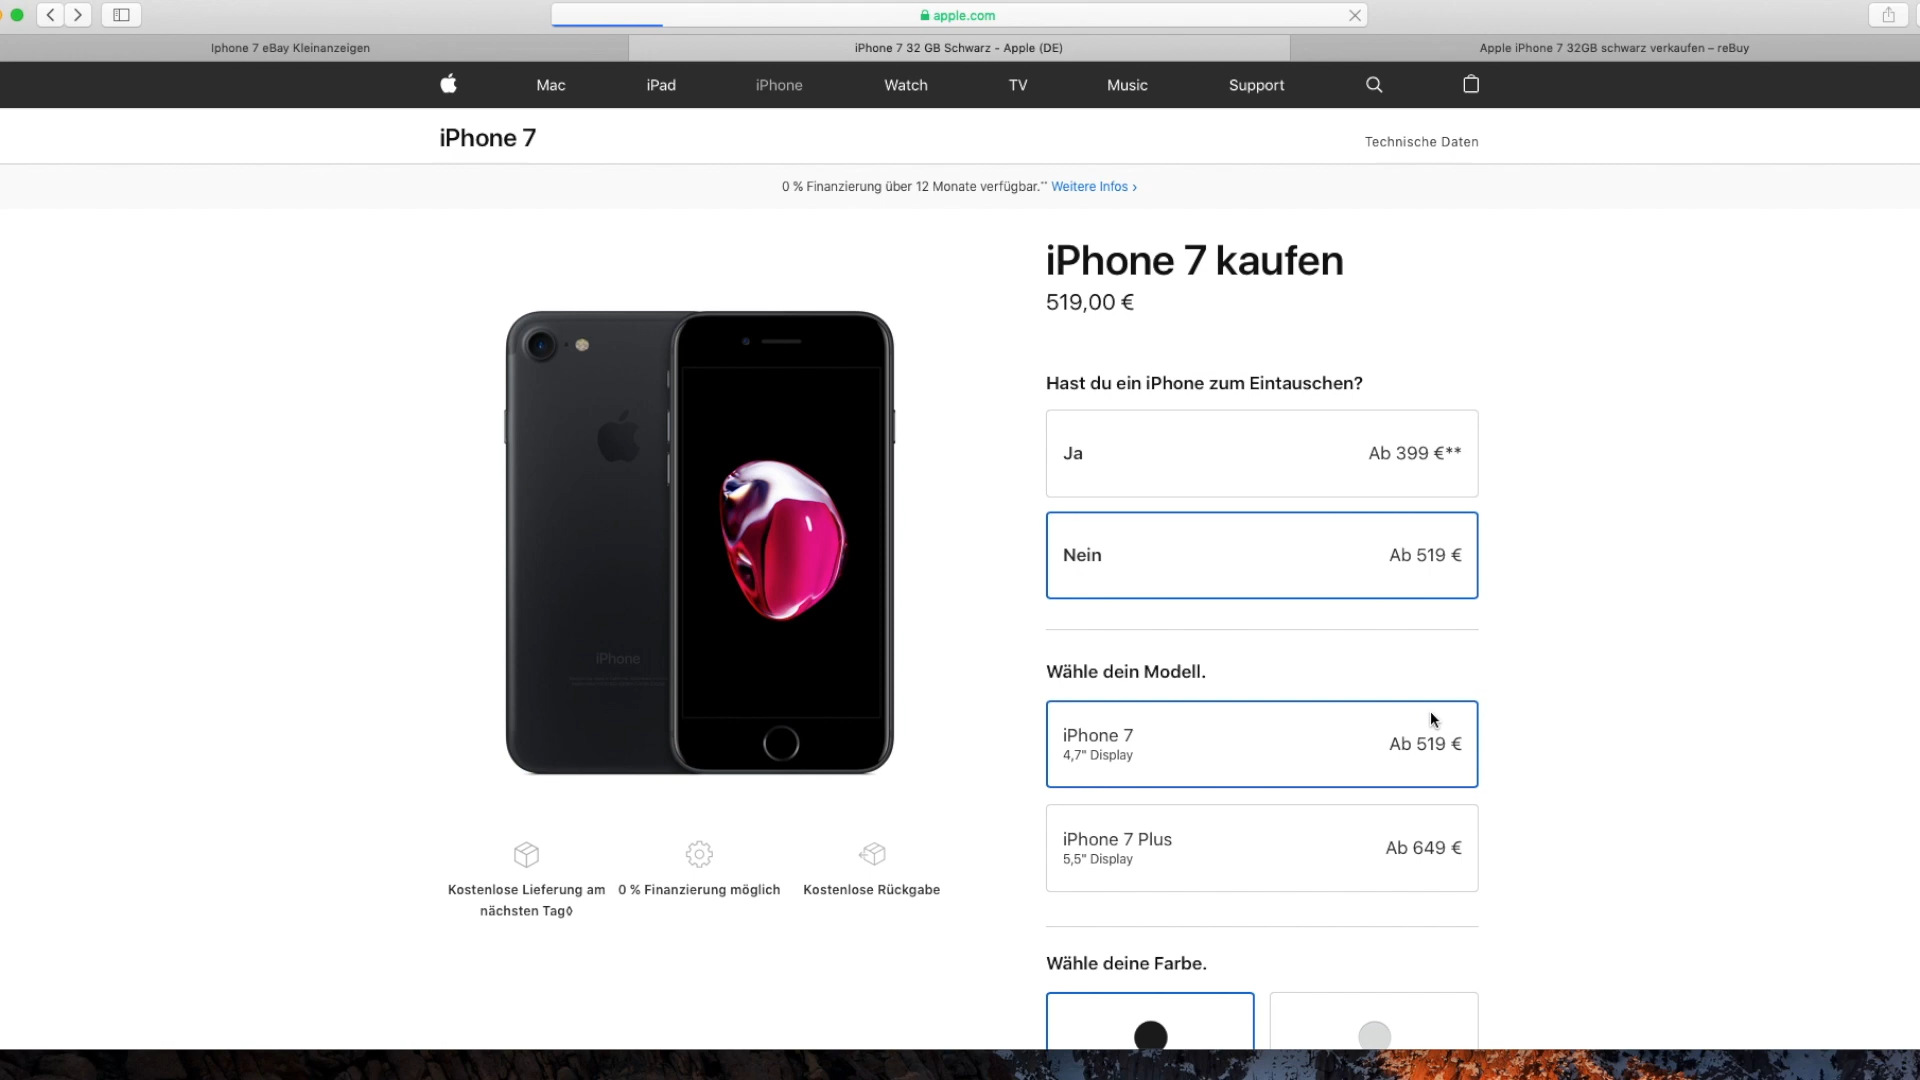 apple.com
Iphone 7 eBay Kleinanzeigen
iPhone 7 32 GB Schwarz - Apple (DE)
Apple iPhone 7 32GB schwarz verkaufen – reBuy
Mac
iPad
iPhone
Watch
TV
Music
Support
iPhone 7
Technische Daten
0 % Finanzierung über 12 Monate verfügbar.** Weitere Infos ›
iPhone 7 kaufen
519,00 €
Hast du ein iPhone zum Eintauschen?
Ja
Ab 399 €**
Nein
Ab 519 €
iPhone
Wähle dein Modell.
iPhone 7
4,7" Display
Ab 519 €
iPhone 7 Plus
5,5" Display
Ab 649 €
Kostenlose Lieferung am
nächsten Tag◊
0 % Finanzierung möglich
Kostenlose Rückgabe
Wähle deine Farbe.